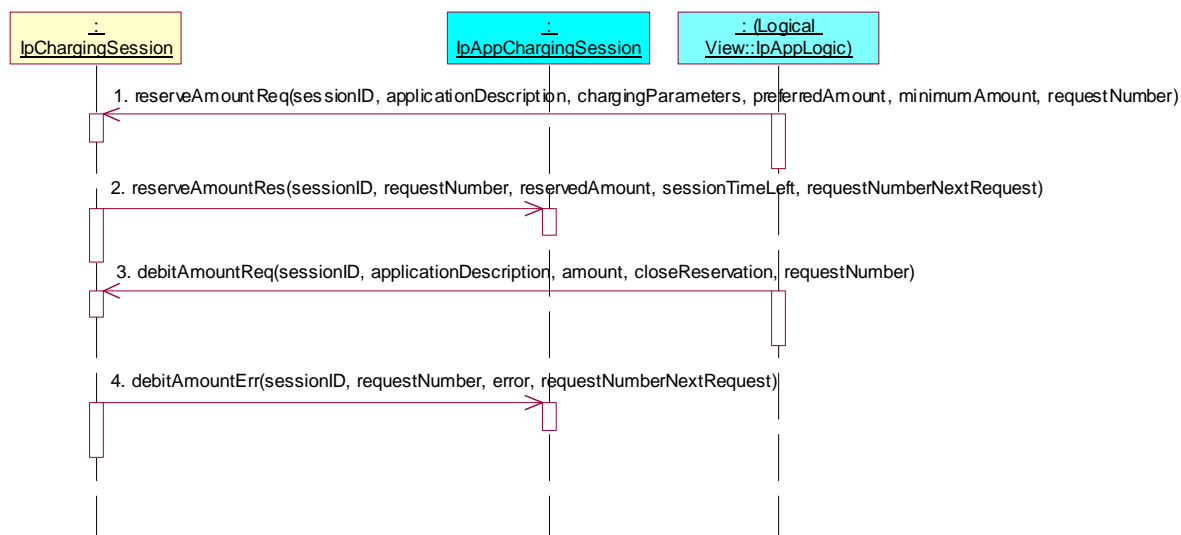 :
IpChargingSession
:
IpAppChargingSession
: (Logical
View::IpAppLogic)
1. reserveAmountReq(sessionID, applicationDescription, chargingParameters, preferredAmount, minimumAmount, requestNumber)
2. reserveAmountRes(sessionID, requestNumber, reservedAmount, sessionTimeLeft, requestNumberNextRequest)
3. debitAmountReq(sessionID, applicationDescription, amount, closeReservation, requestNumber)
4. debitAmountErr(sessionID, requestNumber, error, requestNumberNextRequest)